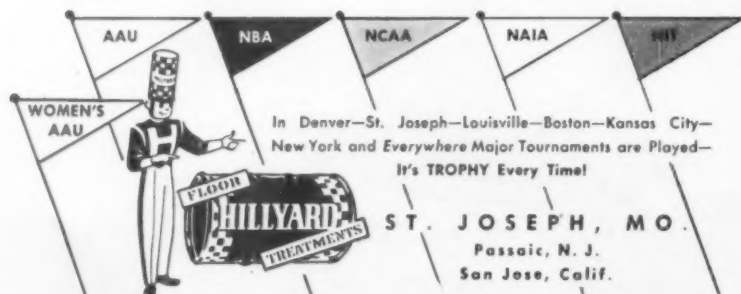 AAU
NBA
NCAA
NAIA
NIT
WOMEN'S
AAU
In Denver—St. Joseph—Louisville—Boston—Kansas City—
New York and Everywhere Major Tournaments are Played—
It's TROPHY Every Time!
H
FLOOR
HILLYARD
TREATMENTS
ST. JOSEPH, MO.
Passaic, N. J.
San Jose, Calif.